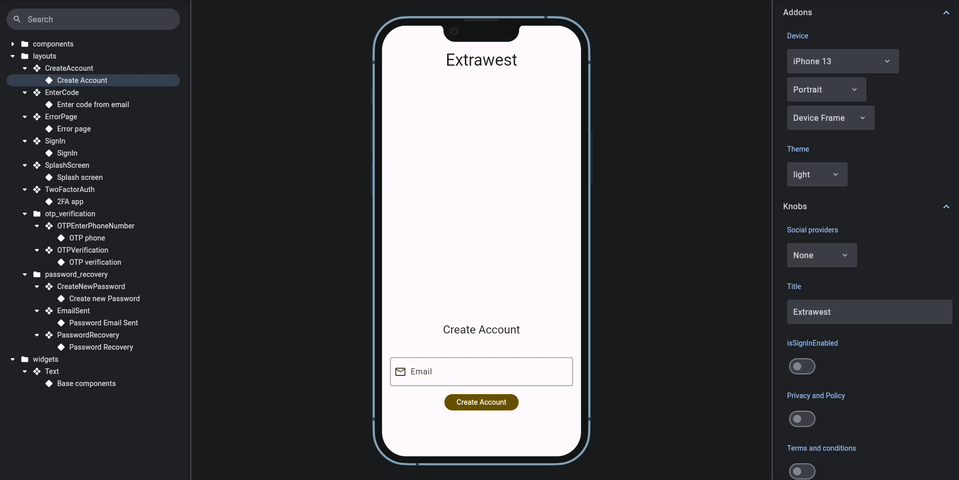 Search
components
layouts
CreateAccount
Create Account
EnterCode
Enter code from email
ErrorPage
Error page
SignIn
SignIn
SplashScreen
Splash screen
TwoFactorAuth
2FA app
otp_verification
OTPEnterPhoneNumber
OTP phone
OTPVerification
OTP verification
password_recovery
CreateNewPassword
Create new Password
EmailSent
Password Email Sent
PasswordRecovery
Password Recovery
widgets
Text
Base components
Extrawest
Create Account
Email
Create Account
Addons
Device
iPhone 13
Portrait
Device Frame
Theme
light
Knobs
Social providers
None
Title
Extrawest
isSignInEnabled
Privacy and Policy
Terms and conditions